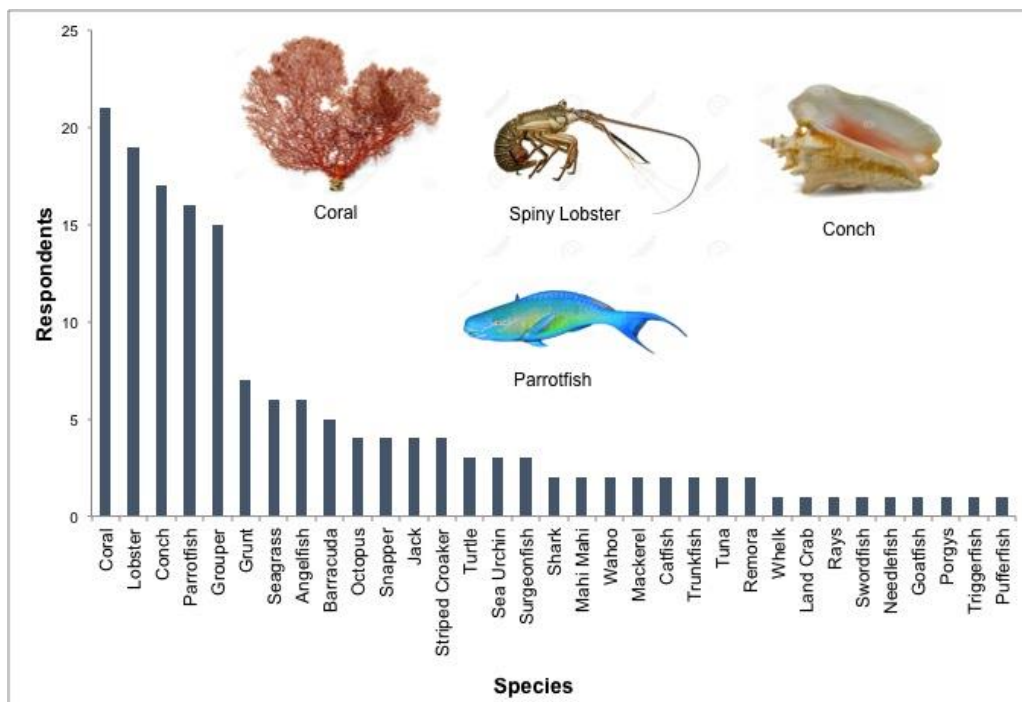 25
20
15
10
5
0
Respondents
Coral
Spiny Lobster
Conch
Parrotfish
Coral
Lobster
Conch
Parrotfish
Grouper
Grunt
Seagrass
Angelfish
Barracuda
Octopus
Snapper
Jack
Striped Croaker
Turtle
Sea Urchin
Surgeonfish
Shark
Mahi Mahi
Wahoo
Mackerel
Catfish
Trunkfish
Tuna
Remora
Whelk
Land Crab
Rays
Swordfish
Needlefish
Goatfish
Porgys
Triggerfish
Pufferfish
Species